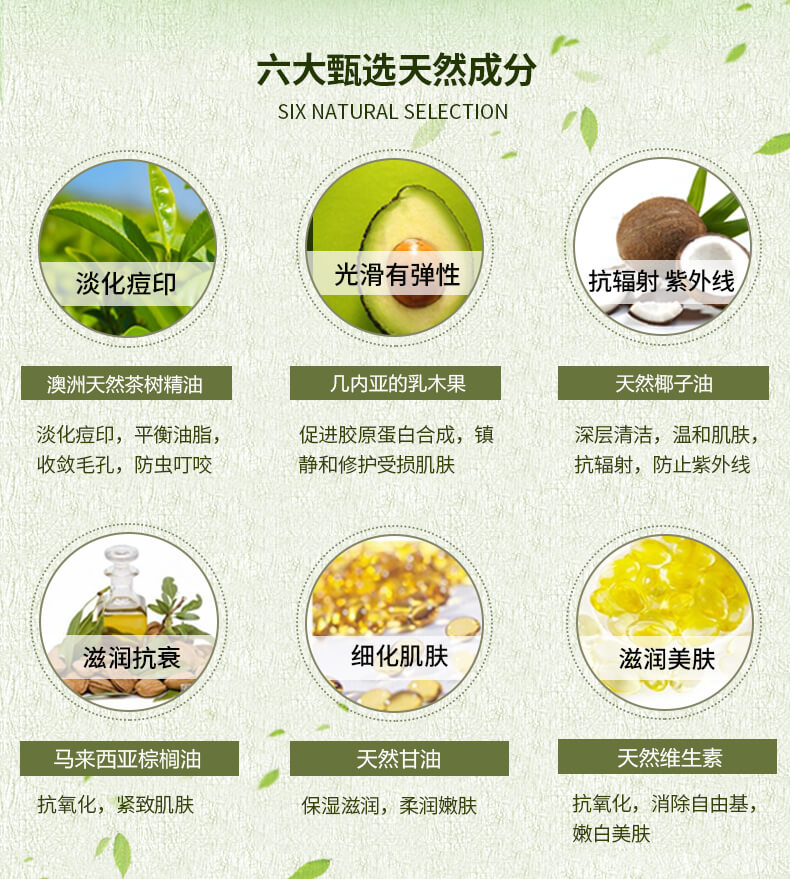 六大甄选天然成分
SIX NATURAL SELECTION
淡化痘印
光滑有弹性
抗辐射 紫外线
澳洲天然茶树精油
几内亚的乳木果
天然椰子油
淡化痘印，平衡油脂，
收敛毛孔，防虫叮咬
促进胶原蛋白合成，镇
静和修护受损肌肤
深层清洁，温和肌肤，
抗辐射，防止紫外线
滋润抗衰
细化肌肤
滋润美肤
马来西亚棕榈油
天然甘油
天然维生素
抗氧化，紧致肌肤
保湿滋润，柔润嫩肤
抗氧化，消除自由基，
嫩白美肤